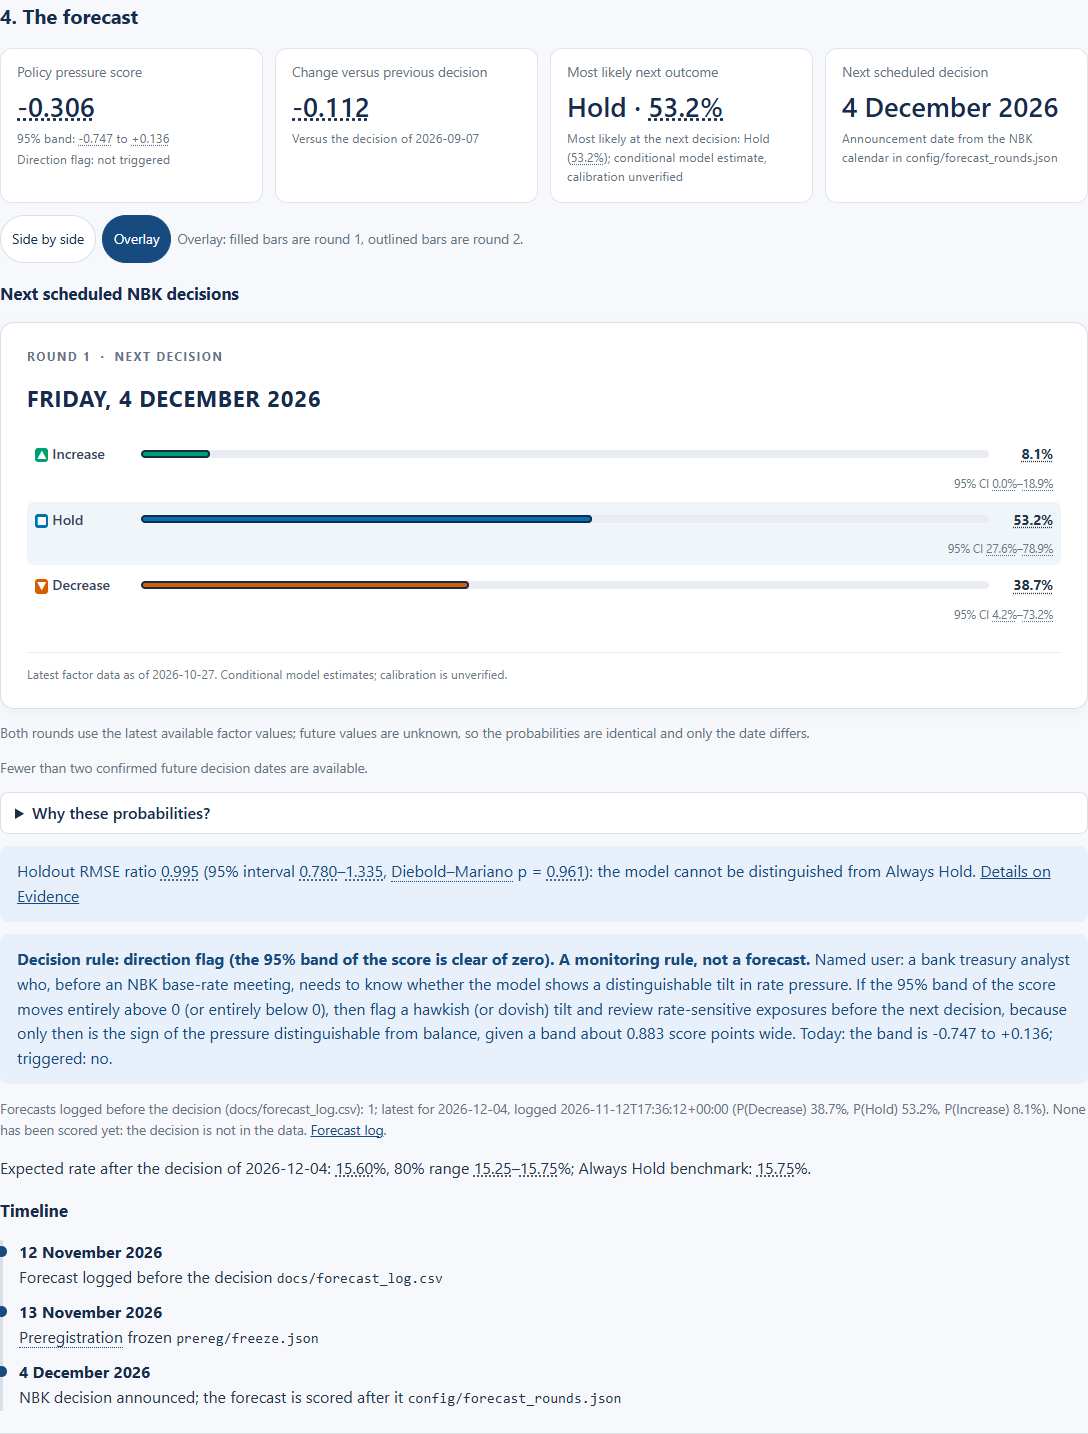 4. The forecast
Policy pressure score
-0.306
95% band: -0.747 to +0.136
Direction flag: not triggered
Change versus previous decision
-0.112
Versus the decision of 2026-09-07
Most likely next outcome
Hold · 53.2%
Most likely at the next decision: Hold
(53.2%); conditional model estimate,
calibration unverified
Next scheduled decision
4 December 2026
Announcement date from the NBK
calendar in config/forecast_rounds.json
Side by side
Overlay
Overlay: filled bars are round 1, outlined bars are round 2.
Next scheduled NBK decisions
ROUND 1 · NEXT DECISION
FRIDAY, 4 DECEMBER 2026
Increase 8.1%
95% CI 0.0%–18.9%
Hold 53.2%
95% CI 27.6%–78.9%
Decrease 38.7%
95% CI 4.2%–73.2%
Latest factor data as of 2026-10-27. Conditional model estimates; calibration is unverified.
Both rounds use the latest available factor values; future values are unknown, so the probabilities are identical and only the date differs.
Fewer than two confirmed future decision dates are available.
Why these probabilities?
Holdout RMSE ratio 0.995 (95% interval 0.780–1.335, Diebold–Mariano p = 0.961): the model cannot be distinguished from Always Hold. Details on
Evidence
Decision rule: direction flag (the 95% band of the score is clear of zero). A monitoring rule, not a forecast. Named user: a bank treasury analyst
who, before an NBK base-rate meeting, needs to know whether the model shows a distinguishable tilt in rate pressure. If the 95% band of the score
moves entirely above 0 (or entirely below 0), then flag a hawkish (or dovish) tilt and review rate-sensitive exposures before the next decision, because
only then is the sign of the pressure distinguishable from balance, given a band about 0.883 score points wide. Today: the band is -0.747 to +0.136;
triggered: no.
Forecasts logged before the decision (docs/forecast_log.csv): 1; latest for 2026-12-04, logged 2026-11-12T17:36:12+00:00 (P(Decrease) 38.7%, P(Hold) 53.2%, P(Increase) 8.1%). None
has been scored yet: the decision is not in the data. Forecast log.
Expected rate after the decision of 2026-12-04: 15.60%, 80% range 15.25–15.75%; Always Hold benchmark: 15.75%.
Timeline
12 November 2026
Forecast logged before the decision docs/forecast_log.csv
13 November 2026
Preregistration frozen prereg/freeze.json
4 December 2026
NBK decision announced; the forecast is scored after it config/forecast_rounds.json